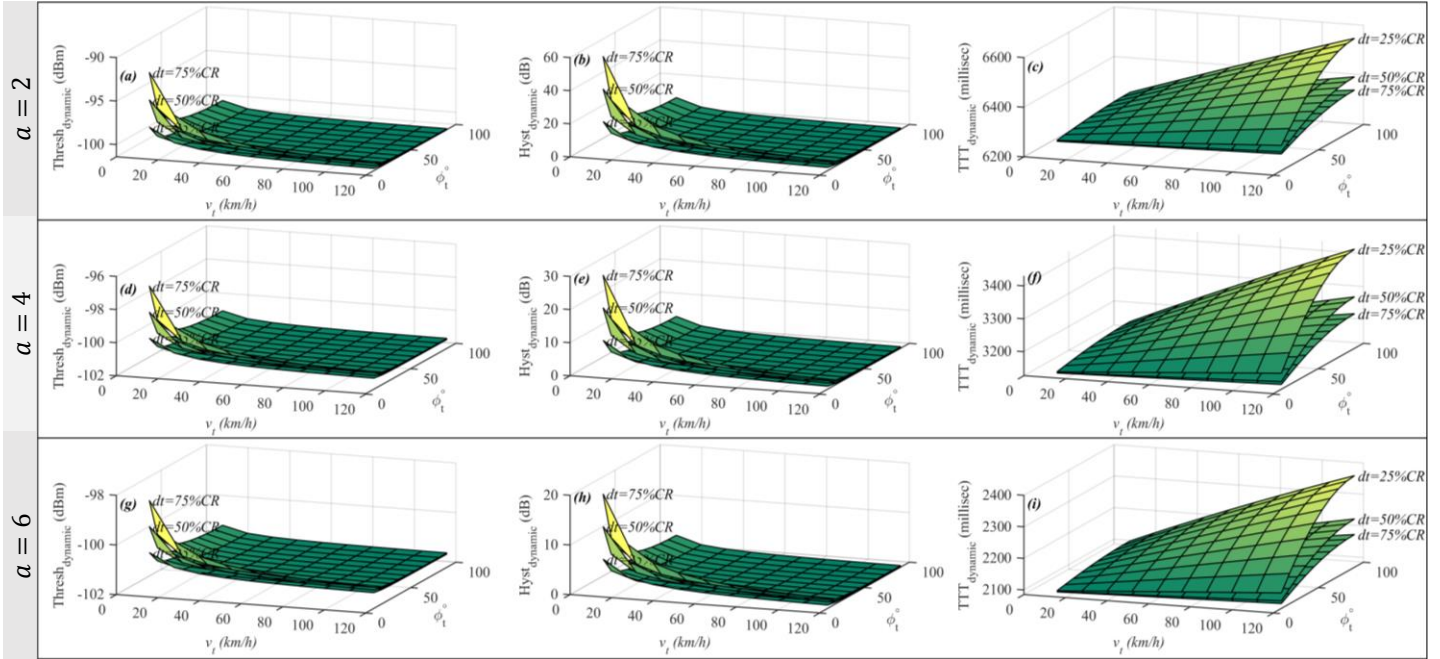 a = 2
Thresh_dynamic (dBm)
-90
-95
-100
(a)
dt=75%CR
dt=50%CR
0
20
40
60
80
100
120
v_t (km/h)
0
50
100
ϕ_t°
Hyst_dynamic (dB)
60
40
20
0
(b)
dt=75%CR
dt=50%CR
0
20
40
60
80
100
120
v_t (km/h)
0
50
100
ϕ_t°
TTT_dynamic (millisec)
6600
6400
6200
(c)
dt=25%CR
dt=50%CR
dt=75%CR
0
20
40
60
80
100
120
v_t (km/h)
0
50
100
ϕ_t°
a = 4
Thresh_dynamic (dBm)
-96
-98
-100
-102
(d)
dt=75%CR
dt=50%CR
0
20
40
60
80
100
120
v_t (km/h)
0
50
100
ϕ_t°
Hyst_dynamic (dB)
30
20
10
0
(e)
dt=75%CR
dt=50%CR
0
20
40
60
80
100
120
v_t (km/h)
0
50
100
ϕ_t°
TTT_dynamic (millisec)
3400
3300
3200
(f)
dt=25%CR
dt=50%CR
dt=75%CR
0
20
40
60
80
100
120
v_t (km/h)
0
50
100
ϕ_t°
a = 6
Thresh_dynamic (dBm)
-98
-100
-102
(g)
dt=75%CR
dt=50%CR
0
20
40
60
80
100
120
v_t (km/h)
0
50
100
ϕ_t°
Hyst_dynamic (dB)
20
10
0
(h)
dt=75%CR
dt=50%CR
0
20
40
60
80
100
120
v_t (km/h)
0
50
100
ϕ_t°
TTT_dynamic (millisec)
2400
2300
2200
2100
(i)
dt=25%CR
dt=50%CR
dt=75%CR
0
20
40
60
80
100
120
v_t (km/h)
0
50
100
ϕ_t°